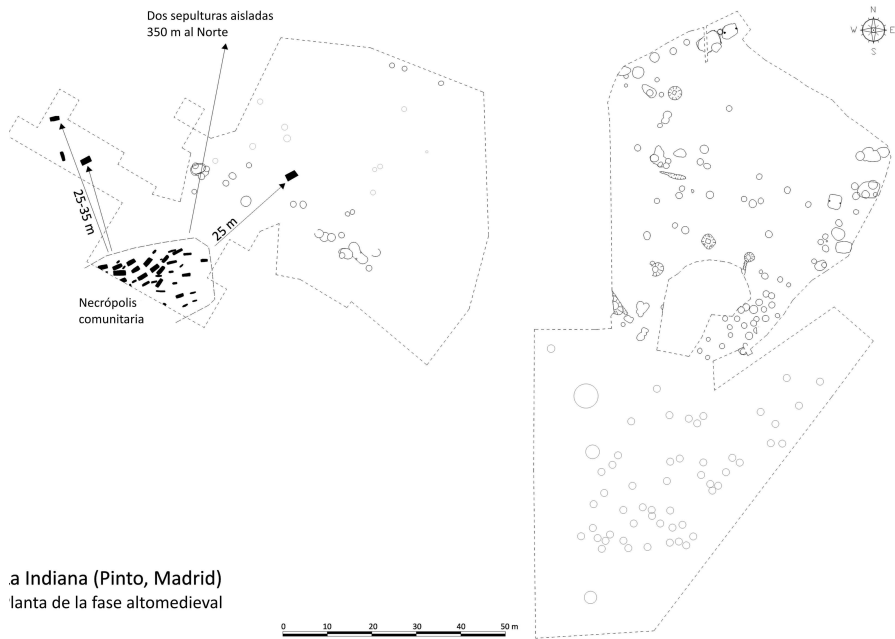 Dos sepulturas aisladas
350 m al Norte
N
W E
S
25-35 m
25 m
Necrópolis
comunitaria
a Indiana (Pinto, Madrid)
lanta de la fase altomedieval
0 10 20 30 40 50 m